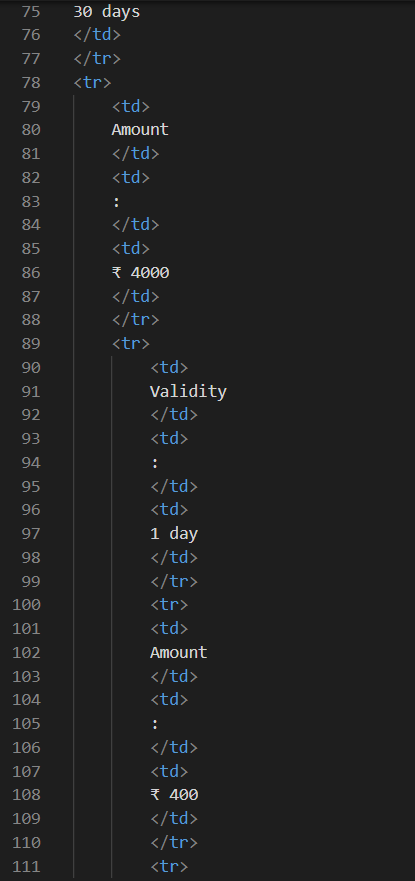 75 30 days
76 </td>
77 </tr>
78 <tr>
79 <td>
80 Amount
81 </td>
82 <td>
83 :
84 </td>
85 <td>
86 ₹ 4000
87 </td>
88 </tr>
89 <tr>
90 <td>
91 Validity
92 </td>
93 <td>
94 :
95 </td>
96 <td>
97 1 day
98 </td>
99 </tr>
100 <tr>
101 <td>
102 Amount
103 </td>
104 <td>
105 :
106 </td>
107 <td>
108 ₹ 400
109 </td>
110 </tr>
111 <tr>